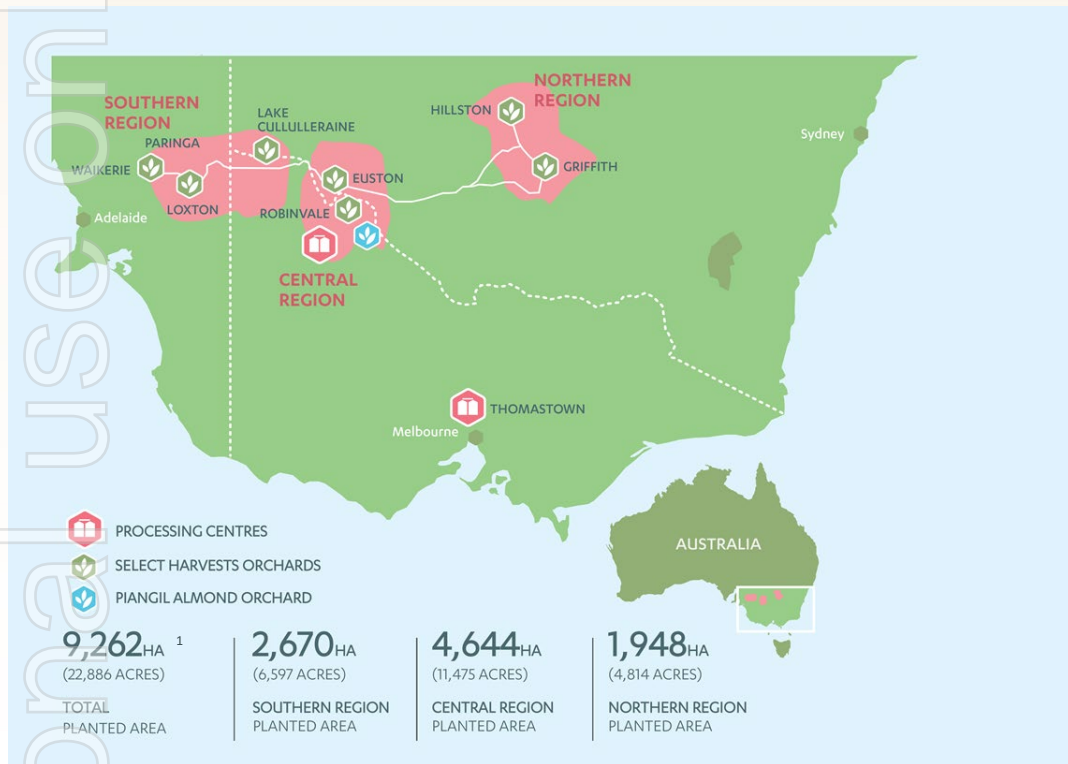 NORTHERN
REGION
HILLSTON
GRIFFITH
Sydney
SOUTHERN
REGION
LAKE
CULLULLERAINE
PARINGA
WAIKERIE
LOXTON
Adelaide
EUSTON
ROBINVALE
CENTRAL
REGION
THOMASTOWN
Melbourne
AUSTRALIA
PROCESSING CENTRES
SELECT HARVESTS ORCHARDS
PIANGIL ALMOND ORCHARD
9,262HA 1
(22,886 ACRES)
TOTAL
PLANTED AREA
2,670HA
(6,597 ACRES)
SOUTHERN REGION
PLANTED AREA
4,644HA
(11,475 ACRES)
CENTRAL REGION
PLANTED AREA
1,948HA
(4,814 ACRES)
NORTHERN REGION
PLANTED AREA
use